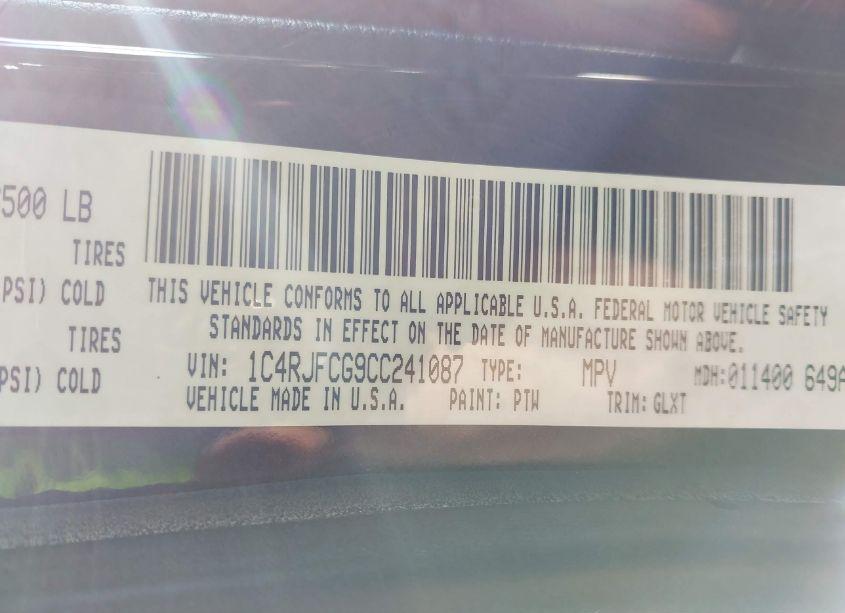 500 LB
TIRES
PSI) COLD
TIRES
PSI) COLD
THIS VEHICLE CONFORMS TO ALL APPLICABLE U.S.A. FEDERAL MOTOR VEHICLE SAFETY
STANDARDS IN EFFECT ON THE DATE OF MANUFACTURE SHOWN ABOVE.
VIN: 1C4RJFCG9CC241087 TYPE: MPV MDH:011400 649A
VEHICLE MADE IN U.S.A. PAINT: PTW TRIM: GLXT